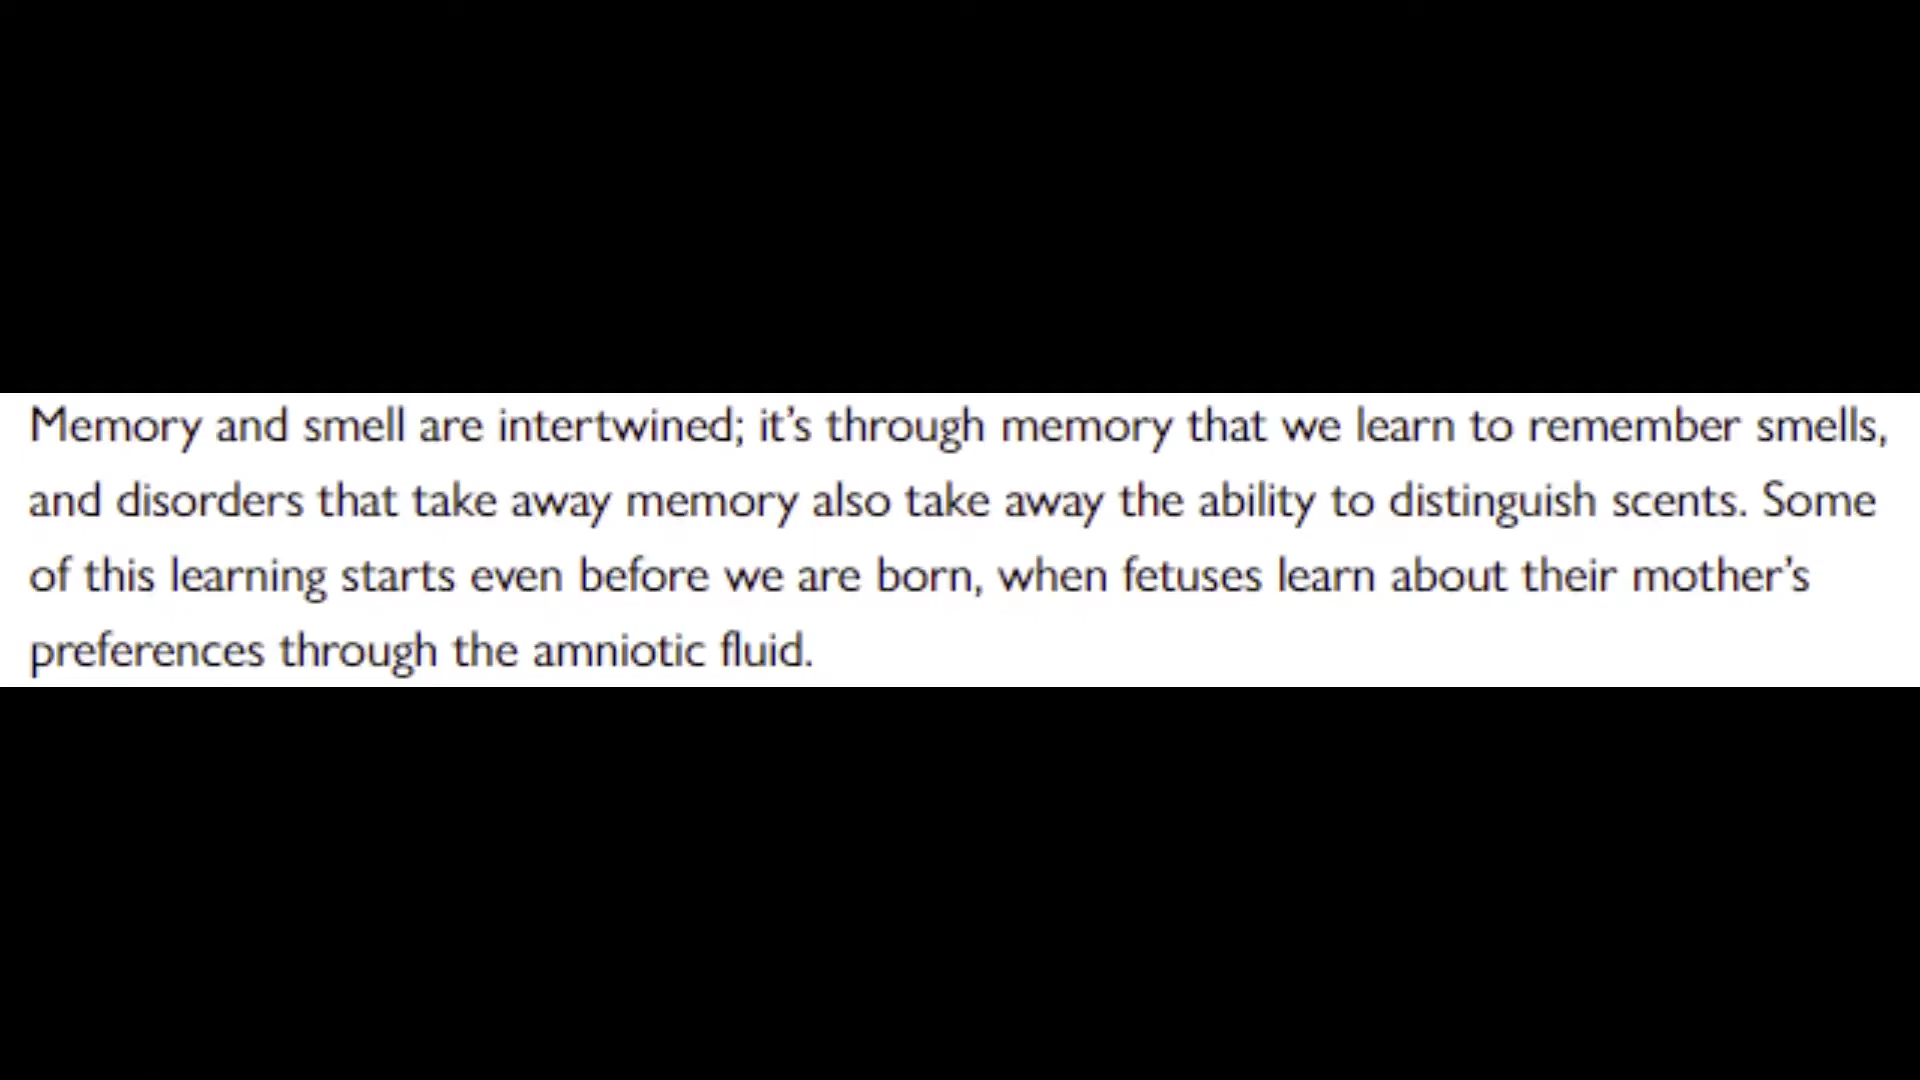 Memory and smell are intertwined; it’s through memory that we learn to remember smells,
and disorders that take away memory also take away the ability to distinguish scents. Some
of this learning starts even before we are born, when fetuses learn about their mother’s
preferences through the amniotic fluid.